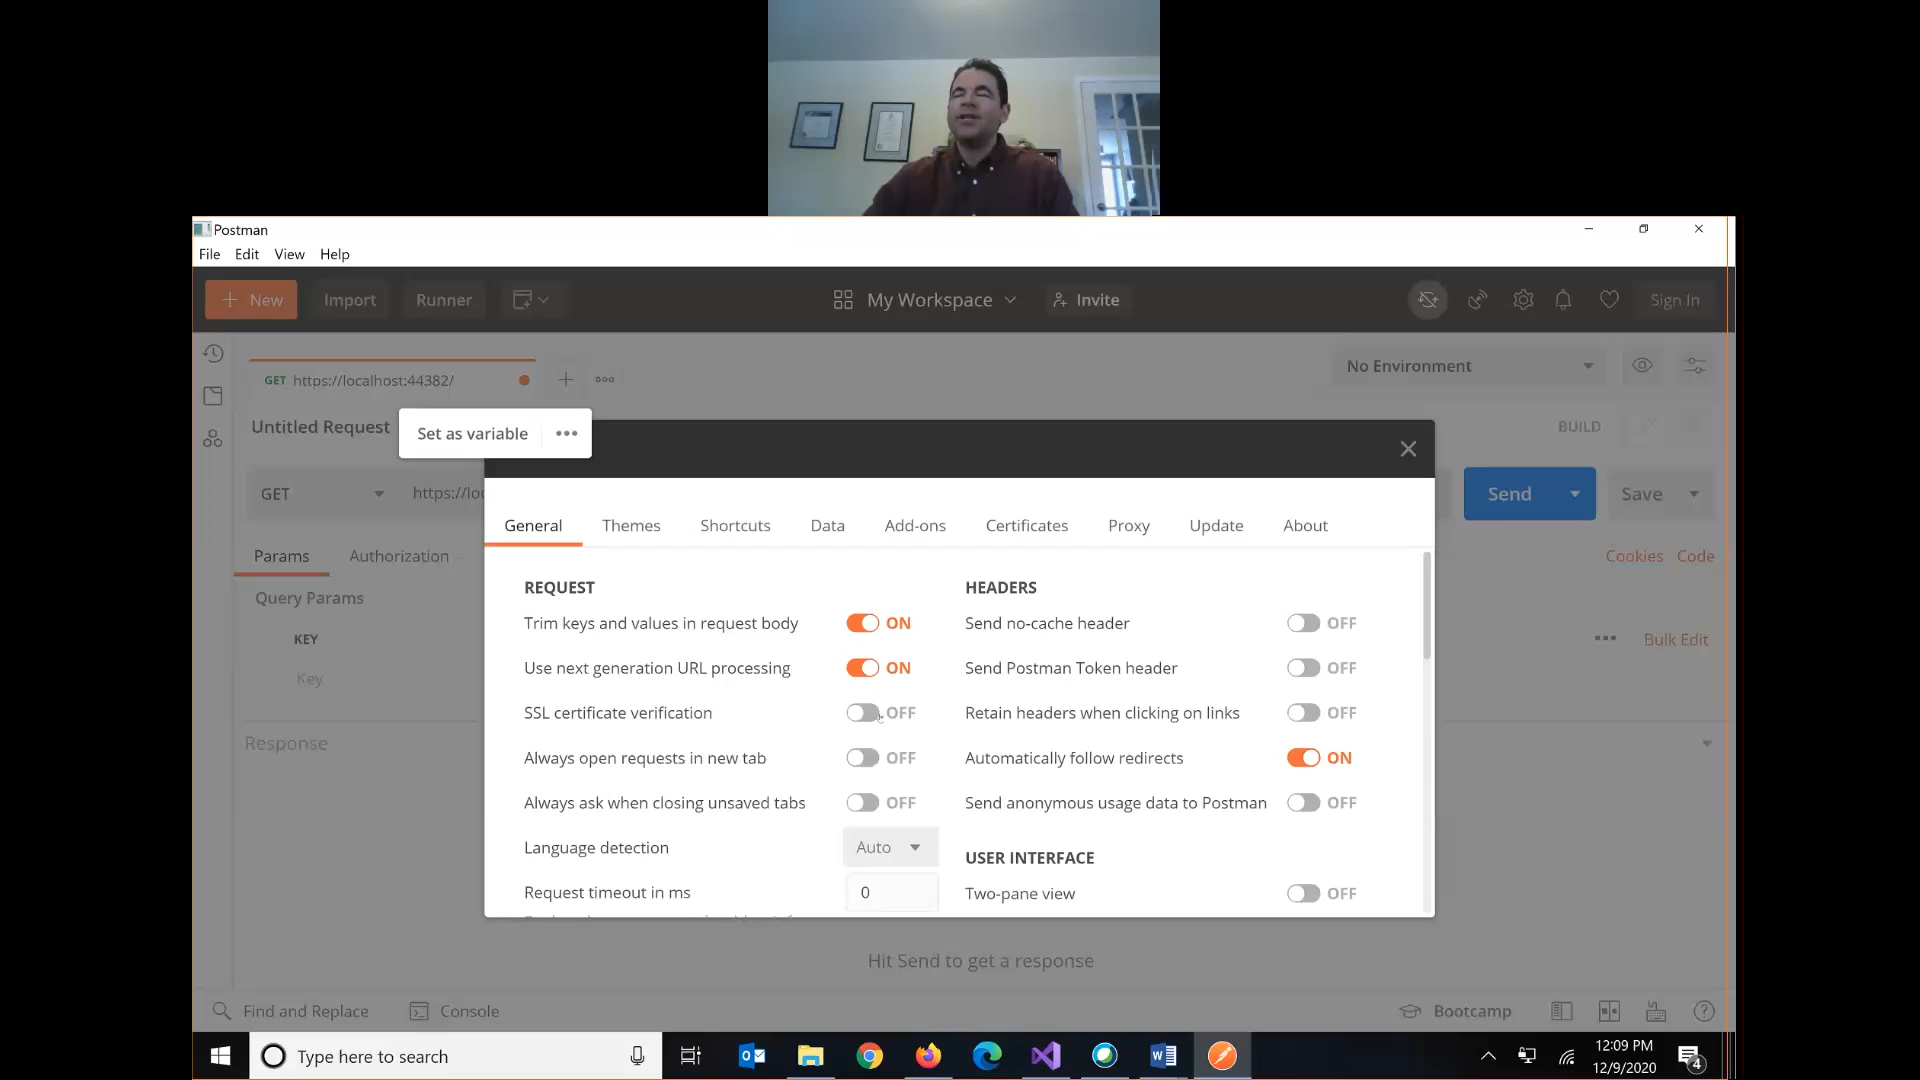 Postman
File Edit View Help
New Import Runner My Workspace Invite Sign In
GET https://localhost:44382/ No Environment
Untitled Request Set as variable BUILD
GET https://loc Send Save
General Themes Shortcuts Data Add-ons Certificates Proxy Update About
Params Authorization Cookies Code
REQUEST HEADERS
Query Params
Trim keys and values in request body ON Send no-cache header OFF
KEY Bulk Edit
Use next generation URL processing ON Send Postman Token header OFF
Key
SSL certificate verification OFF Retain headers when clicking on links OFF
Response
Always open requests in new tab OFF Automatically follow redirects ON
Always ask when closing unsaved tabs OFF Send anonymous usage data to Postman OFF
Language detection Auto USER INTERFACE
Request timeout in ms 0 Two-pane view OFF
Hit Send to get a response
Find and Replace Console Bootcamp
Type here to search 12:09 PM
12/9/2020 4